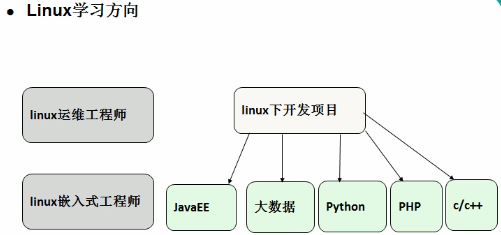 ● Linux学习方向
linux运维工程师
linux下开发项目
linux嵌入式工程师
JavaEE
大数据
Python
PHP
c/c++